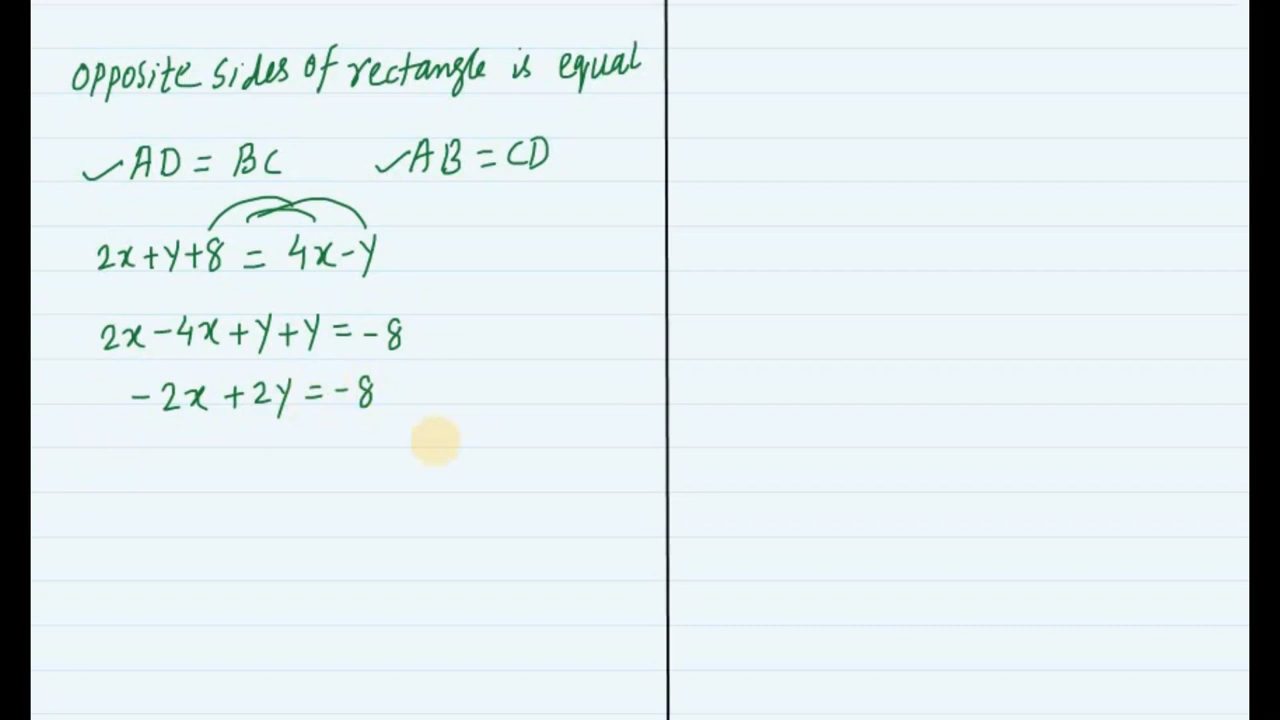 opposite sides of rectangle is equal
✓AD = BC ✓AB = CD
2x+y+8 = 4x-y
2x-4x+y+y = -8
-2x+2y = -8